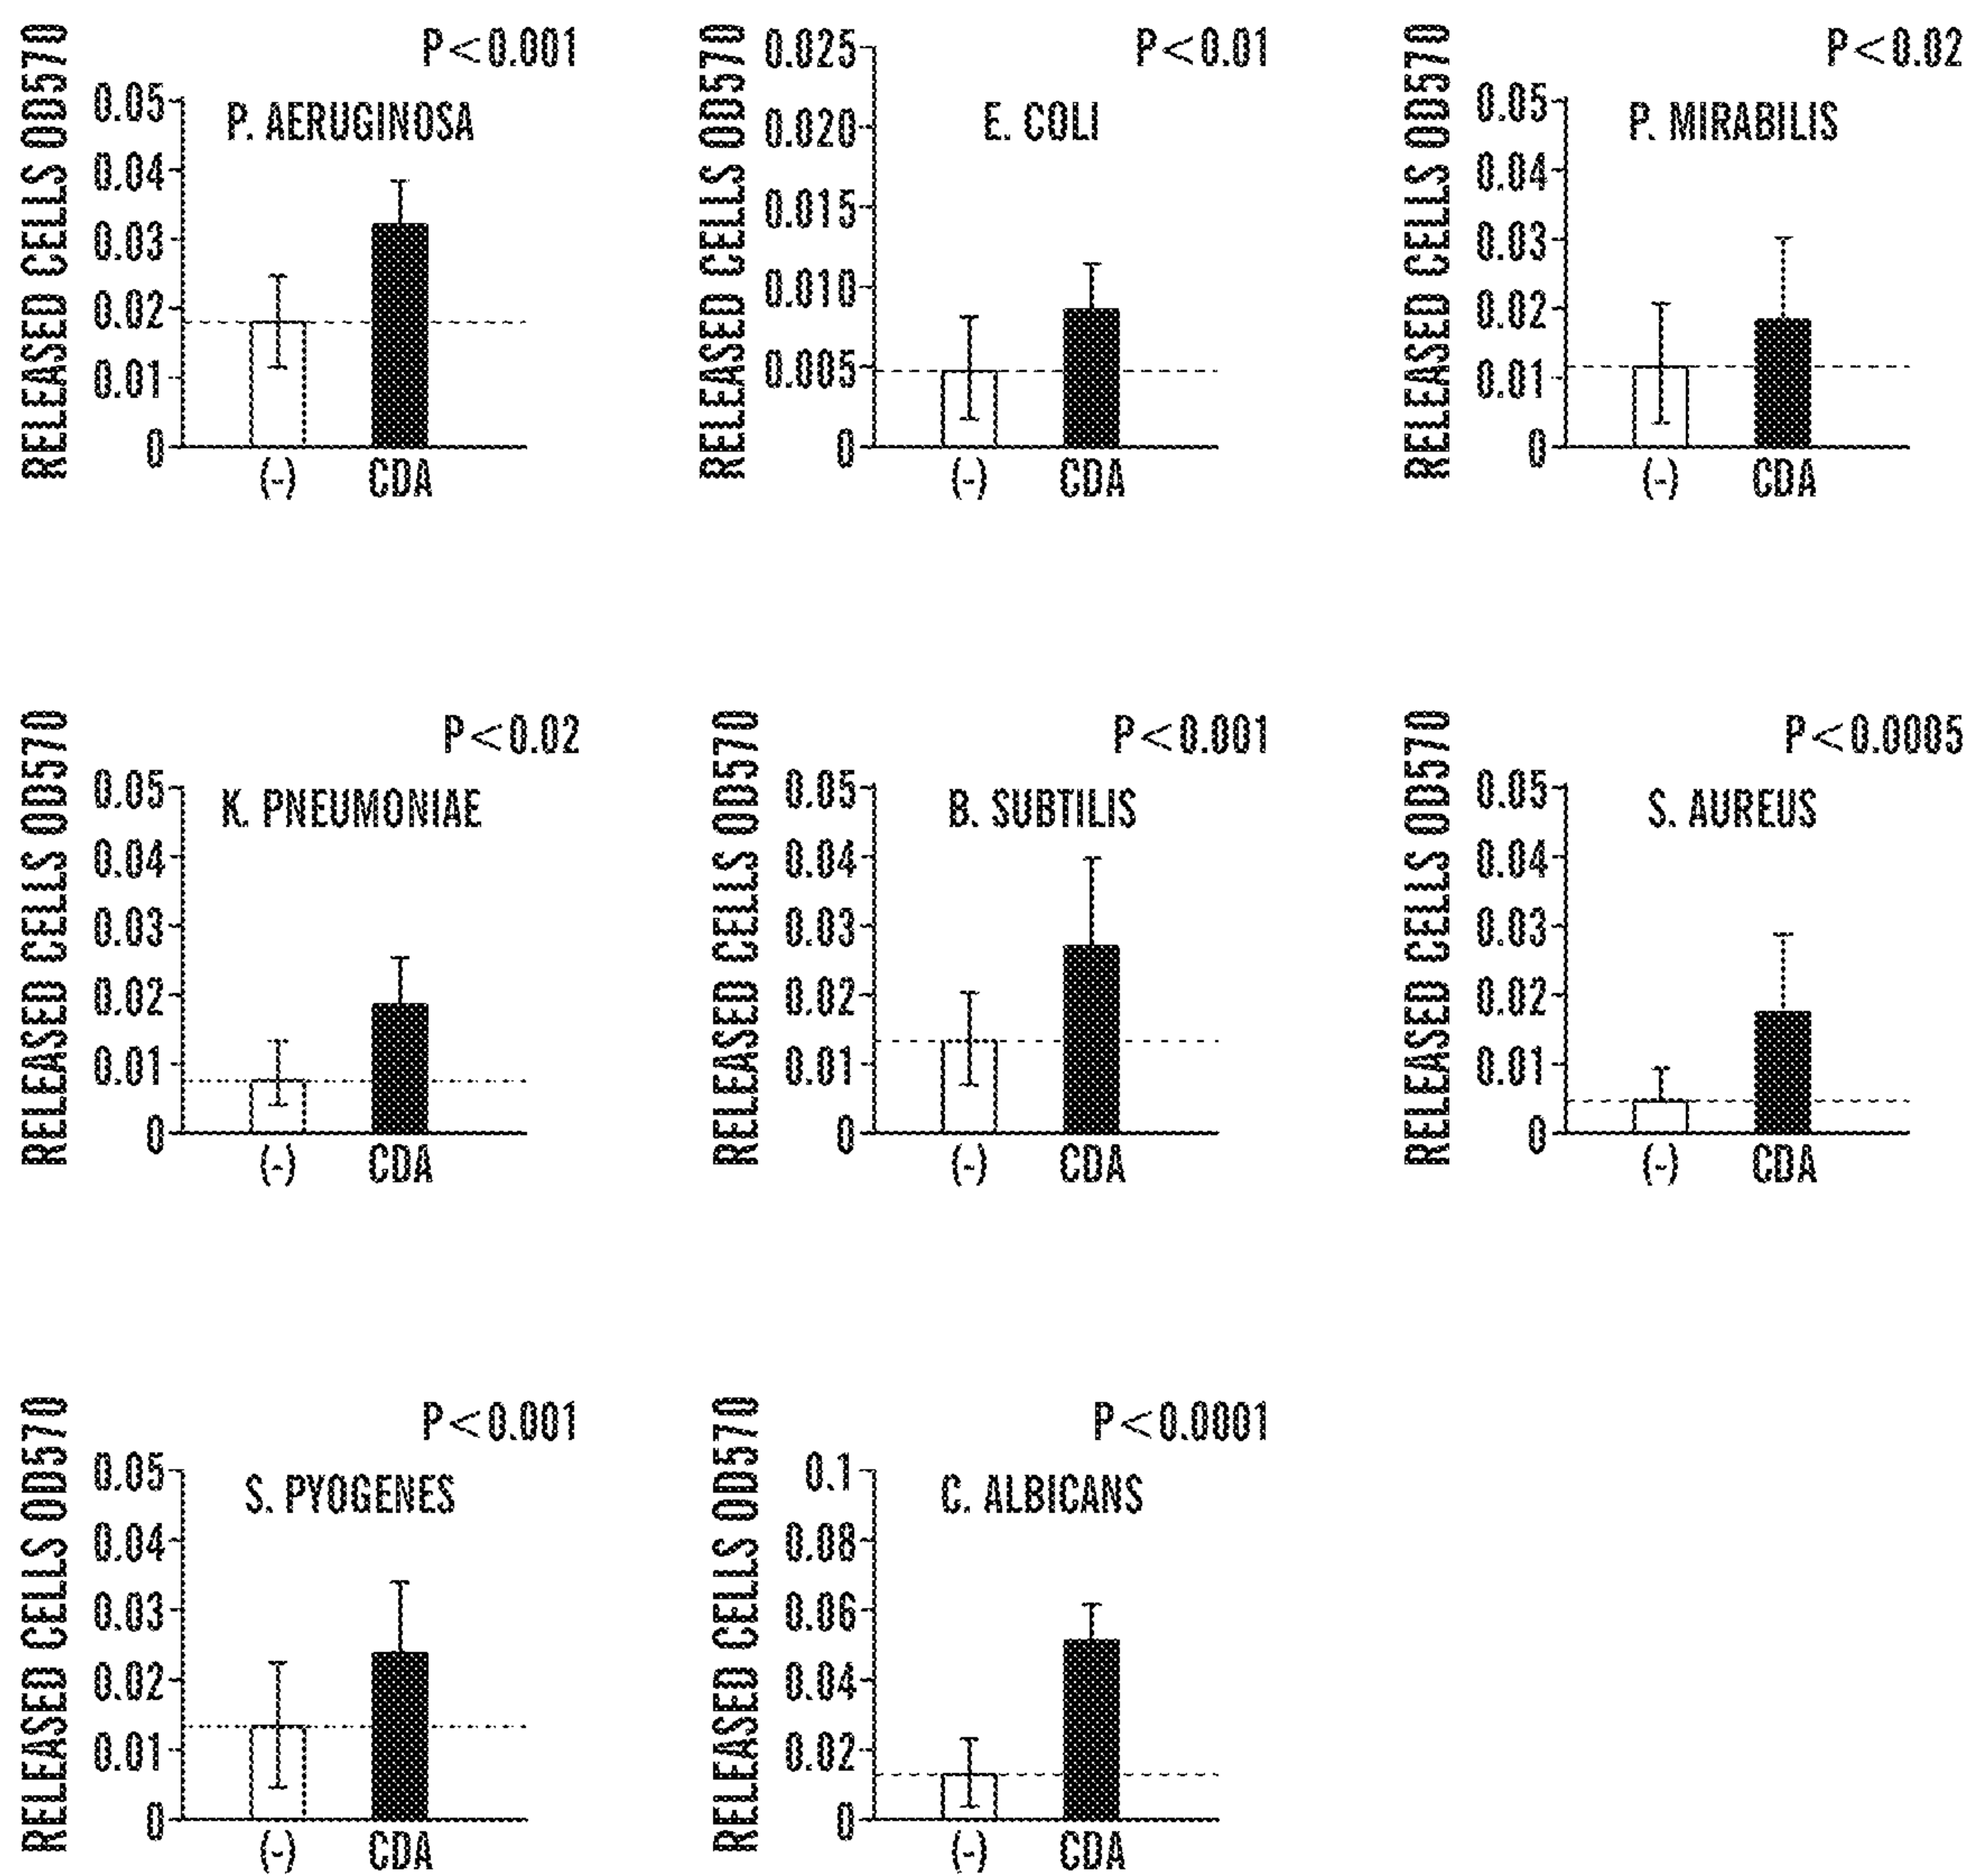 P<0.001
P. AERUGINOSA
RELEASED CELLS OD570
0.05
0.04
0.03
0.02
0.01
0
(-) CDA
P<0.01
E. COLI
RELEASED CELLS OD570
0.025
0.020
0.015
0.010
0.005
0
(-) CDA
P<0.02
P. MIRABILIS
RELEASED CELLS OD570
0.05
0.04
0.03
0.02
0.01
0
(-) CDA
P<0.02
K. PNEUMONIAE
RELEASED CELLS OD570
0.05
0.04
0.03
0.02
0.01
0
(-) CDA
P<0.001
B. SUBTILIS
RELEASED CELLS OD570
0.05
0.04
0.03
0.02
0.01
0
(-) CDA
P<0.0005
S. AUREUS
RELEASED CELLS OD570
0.05
0.04
0.03
0.02
0.01
0
(-) CDA
P<0.001
S. PYOGENES
RELEASED CELLS OD570
0.05
0.04
0.03
0.02
0.01
0
(-) CDA
P<0.0001
C. ALBICANS
RELEASED CELLS OD570
0.1
0.08
0.06
0.04
0.02
0
(-) CDA